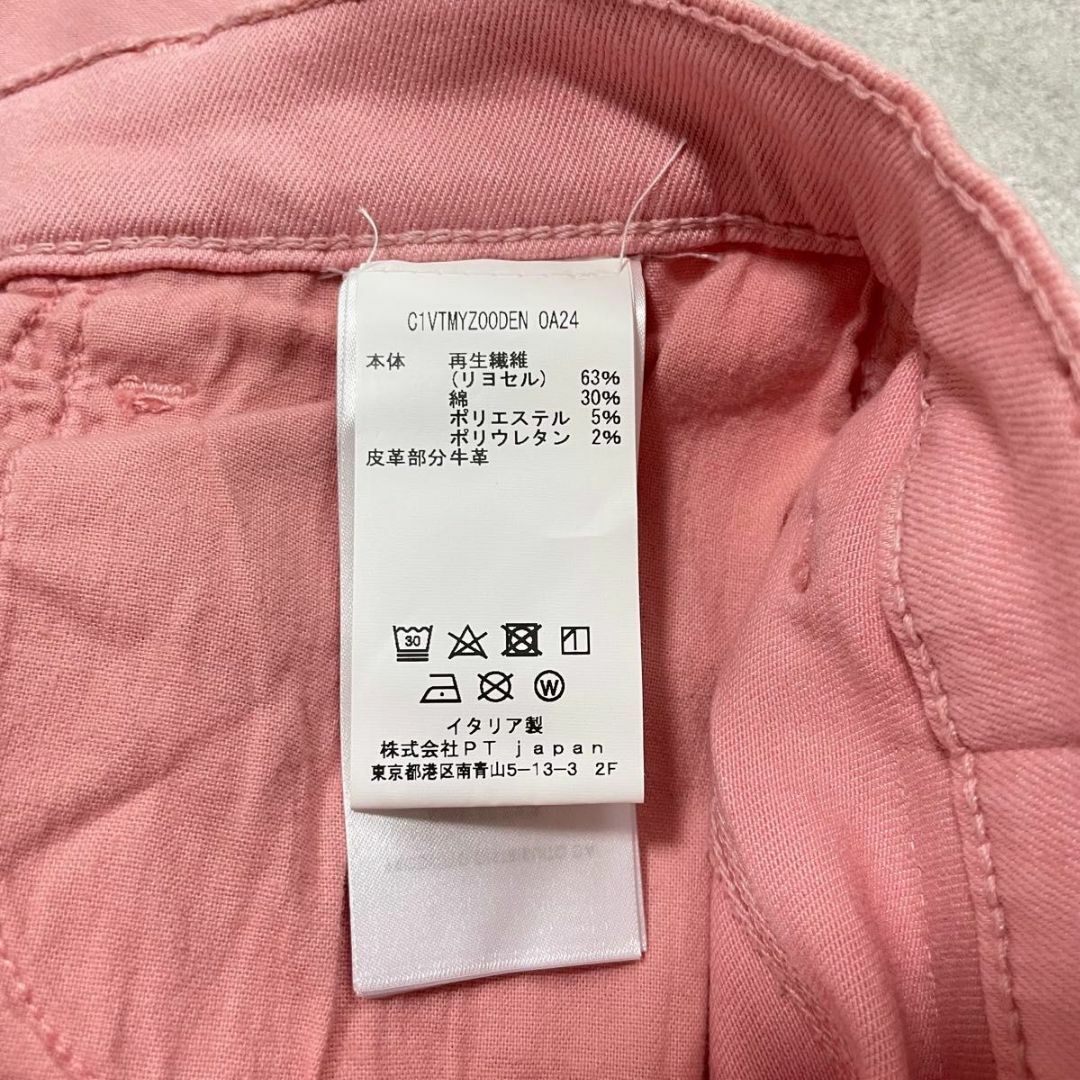 C1VTMYZ00DEN 0A24
本体 再生繊維
(リヨセル) 63%
綿 30%
ポリエステル 5%
ポリウレタン 2%
皮革部分牛革
30
1
W
イタリア製
株式会社PT japan
東京都港区南青山5-13-3 2F